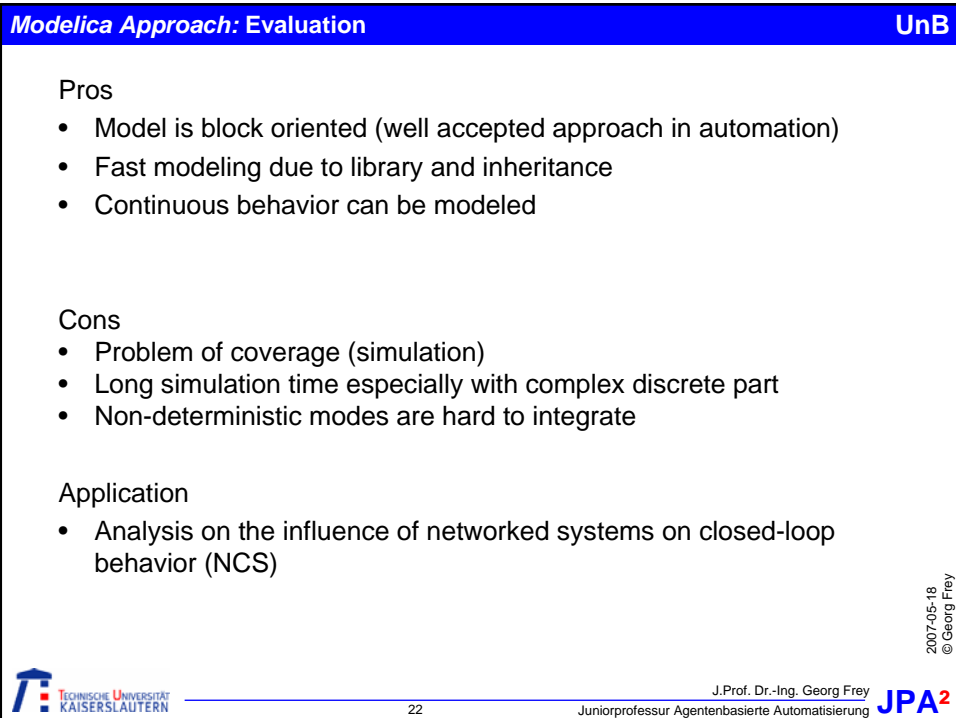 Modelica Approach: Evaluation
UnB
Pros
• Model is block oriented (well accepted approach in automation)
• Fast modeling due to library and inheritance
• Continuous behavior can be modeled
Cons
• Problem of coverage (simulation)
• Long simulation time especially with complex discrete part
• Non-deterministic modes are hard to integrate
Application
• Analysis on the influence of networked systems on closed-loop
behavior (NCS)
2007-05-18
© Georg Frey
TECHNISCHE UNIVERSITÄT
KAISERSLAUTERN
22
J.Prof. Dr.-Ing. Georg Frey
Juniorprofessur Agentenbasierte Automatisierung
JPA²